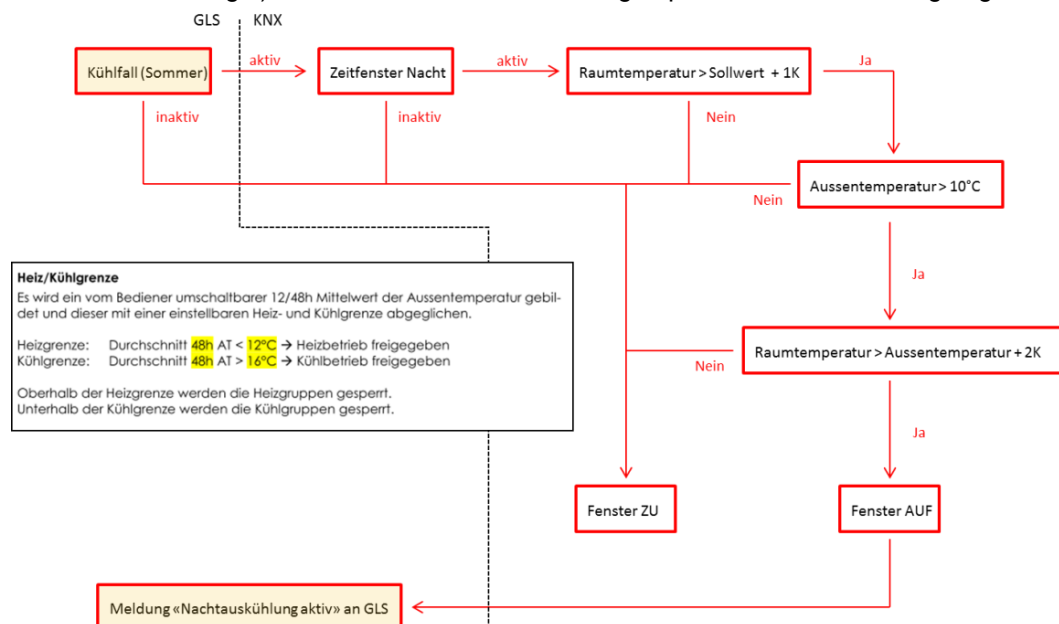 GLS
KNX
Kühlfall (Sommer)
aktiv
Zeitfenster Nacht
aktiv
Raumtemperatur > Sollwert + 1K
Ja
inaktiv
inaktiv
Nein
Aussentemperatur > 10°C
Nein
Ja
Heiz/Kühlgrenze
Es wird ein vom Bediener umschaltbarer 12/48h Mittelwert der Aussentemperatur gebil-
det und dieser mit einer einstellbaren Heiz- und Kühlgrenze abgeglichen.
Heizgrenze: Durchschnitt 48h AT < 12°C → Heizbetrieb freigegeben
Kühlgrenze: Durchschnitt 48h AT > 16°C → Kühlbetrieb freigegeben
Oberhalb der Heizgrenze werden die Heizgruppen gesperrt.
Unterhalb der Kühlgrenze werden die Kühlgruppen gesperrt.
Raumtemperatur > Aussentemperatur + 2K
Nein
Ja
Fenster ZU
Fenster AUF
Meldung «Nachtauskühlung aktiv» an GLS